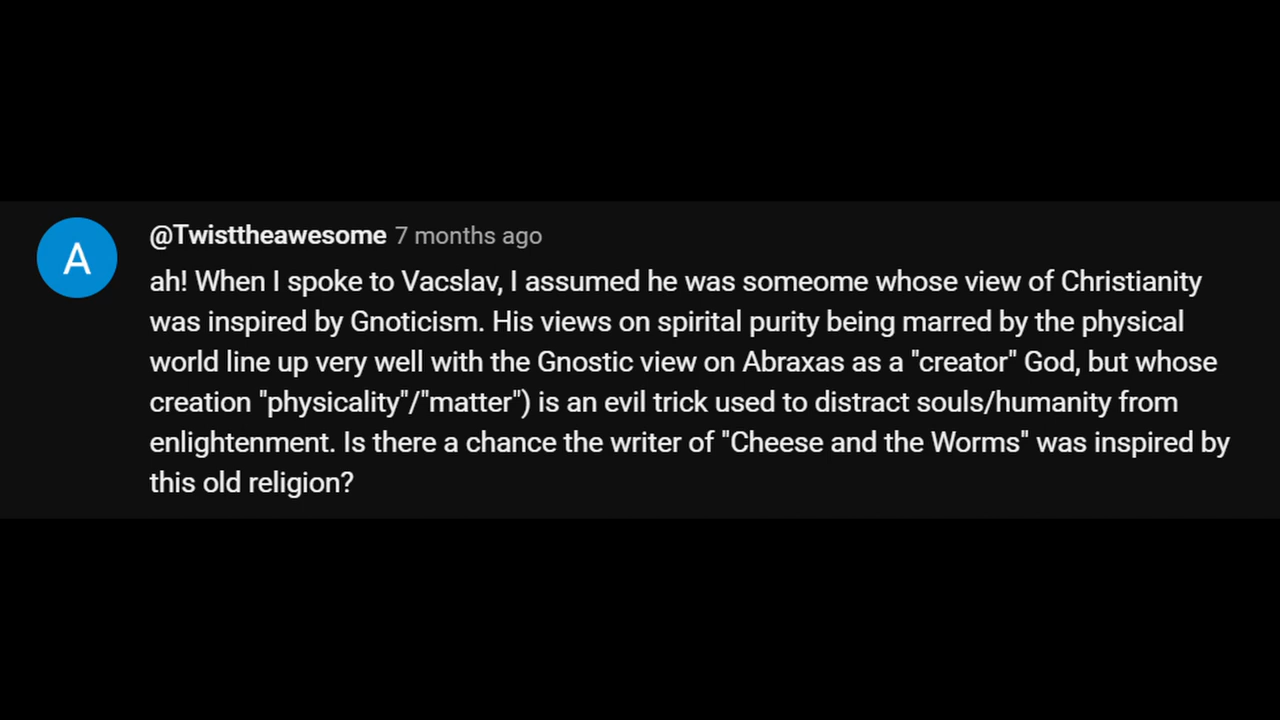 A
@Twisttheawesome 7 months ago
ah! When I spoke to Vacslav, I assumed he was someome whose view of Christianity
was inspired by Gnoticism. His views on spirital purity being marred by the physical
world line up very well with the Gnostic view on Abraxas as a "creator" God, but whose
creation "physicality"/"matter") is an evil trick used to distract souls/humanity from
enlightenment. Is there a chance the writer of "Cheese and the Worms" was inspired by
this old religion?